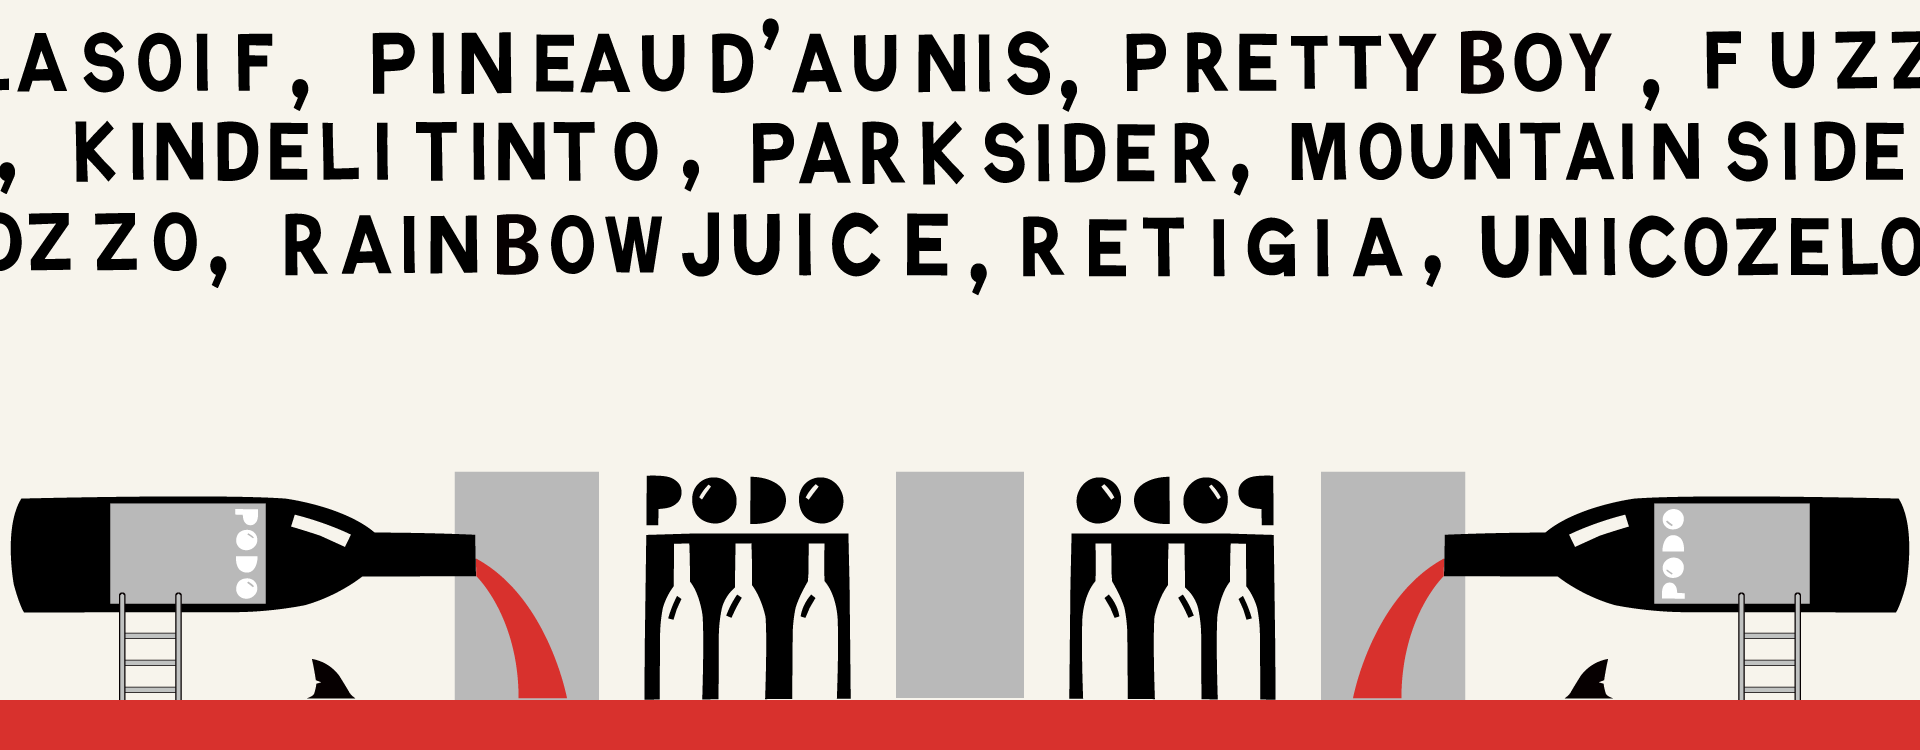 LASOIF, PINEAU D'AUNIS, PRETTY BOY, FUZZ
, KINDELI TINTO, PARKSIDER, MOUNTAIN SIDE
OZZO, RAINBOW JUICE, RETIGIA, UNICOZELO
PODO
PODO
PODO
PODO